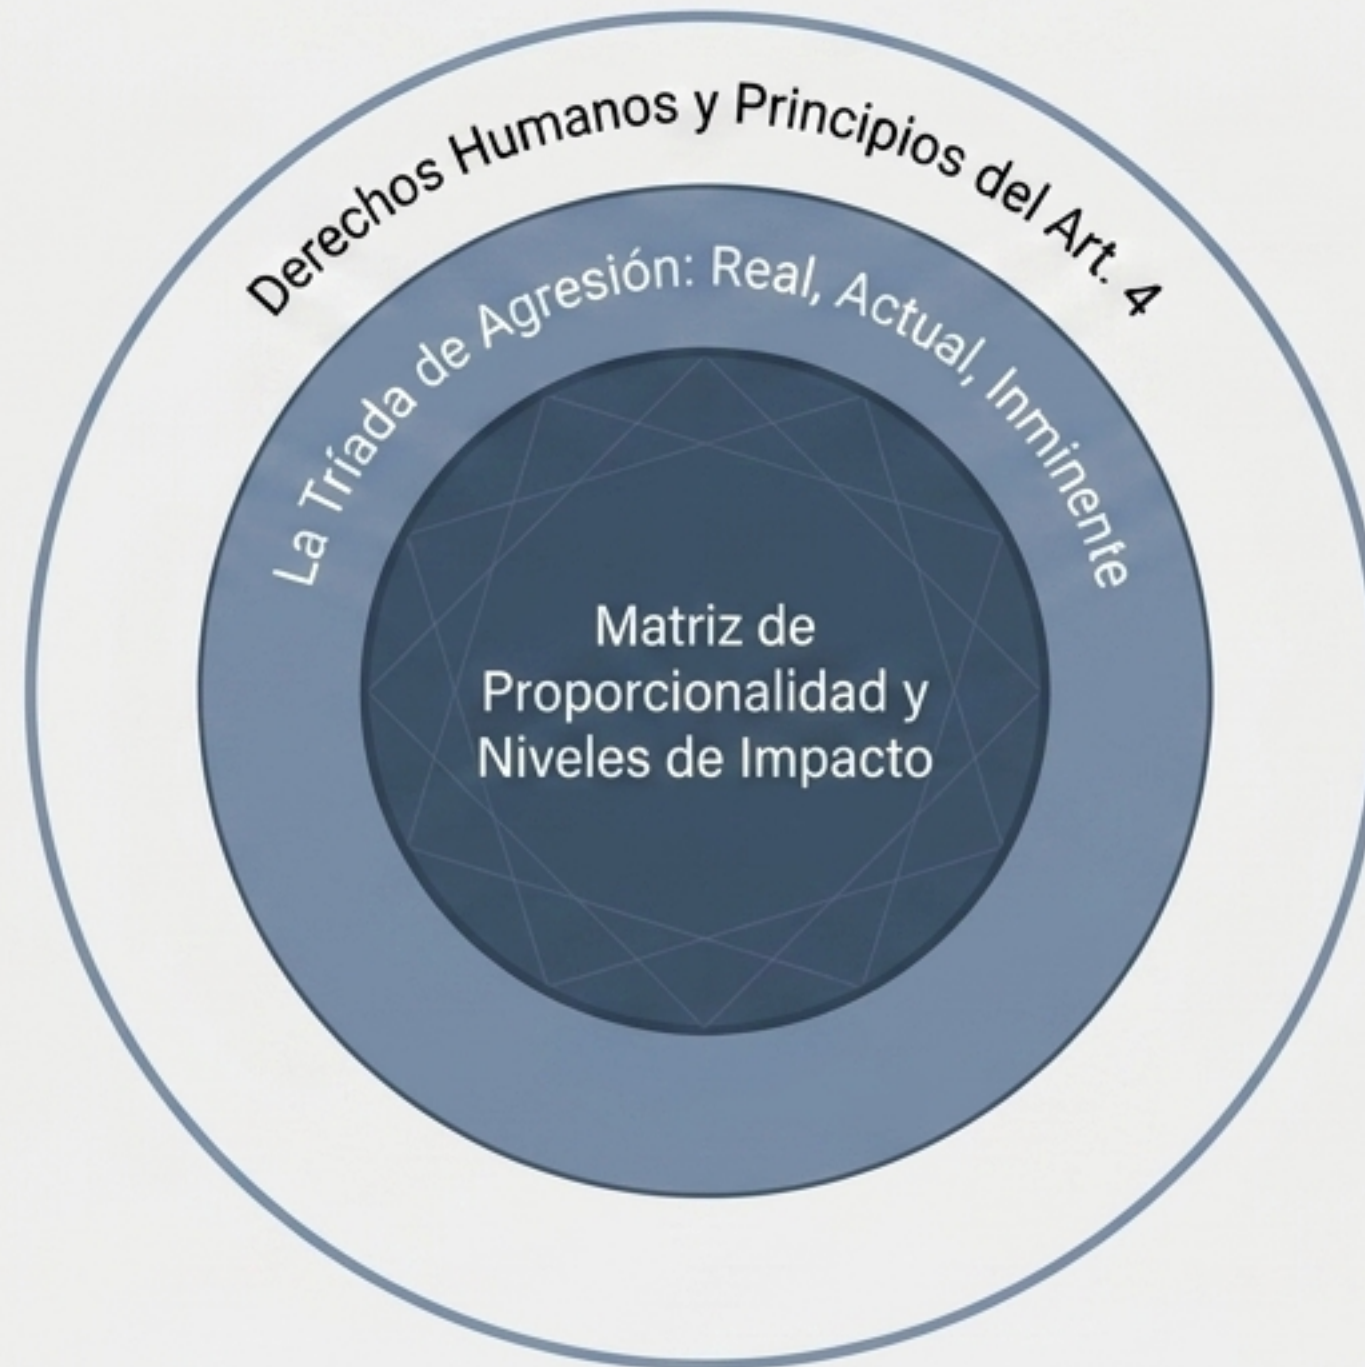 Derechos Humanos y Principios del Art. 4
La Tríada de Agresión: Real, Actual, Inminente
Matriz de
Proporcionalidad y
Niveles de Impacto